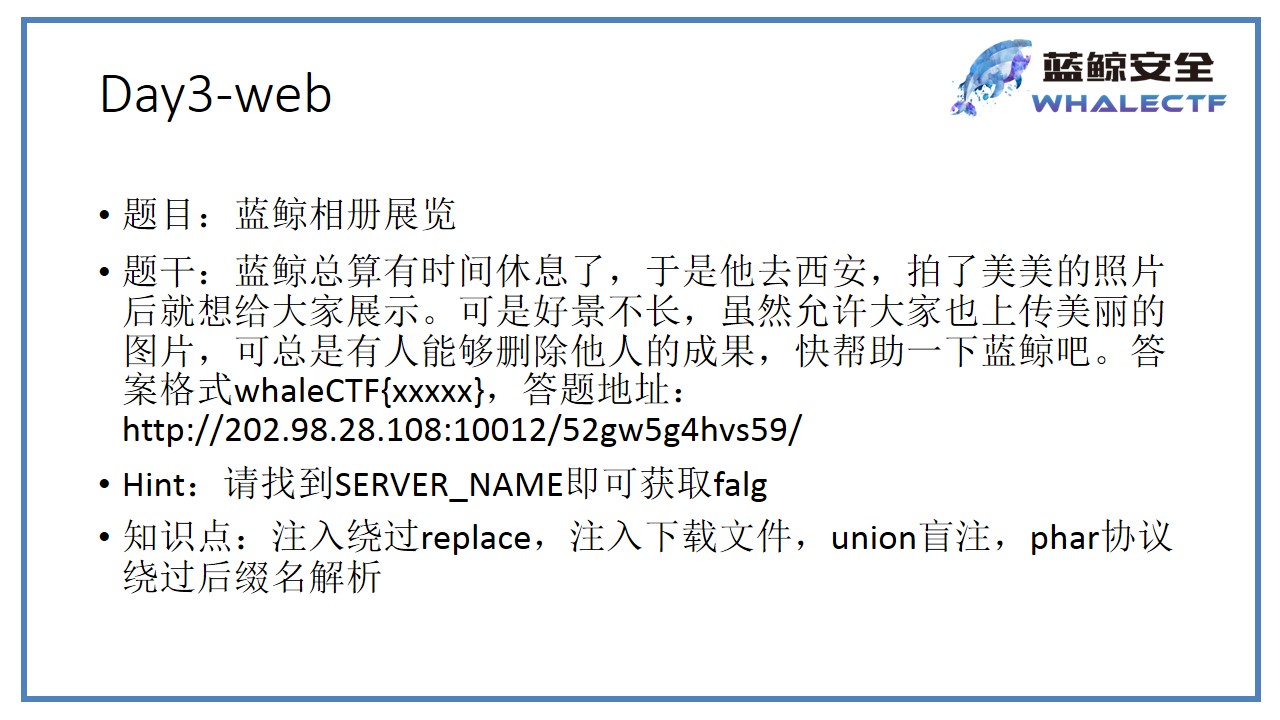 Day3-web
蓝鲸安全
WHALECTF
• 题目：蓝鲸相册展览
• 题干：蓝鲸总算有时间休息了，于是他去西安，拍了美美的照片
后就想给大家展示。可是好景不长，虽然允许大家也上传美丽的
图片，可总是有人能够删除他人的成果，快帮助一下蓝鲸吧。答
案格式whaleCTF{xxxxx}，答题地址：
http://202.98.28.108:10012/52gw5g4hvs59/
• Hint：请找到SERVER_NAME即可获取falg
• 知识点：注入绕过replace，注入下载文件，union盲注，phar协议
绕过后缀名解析